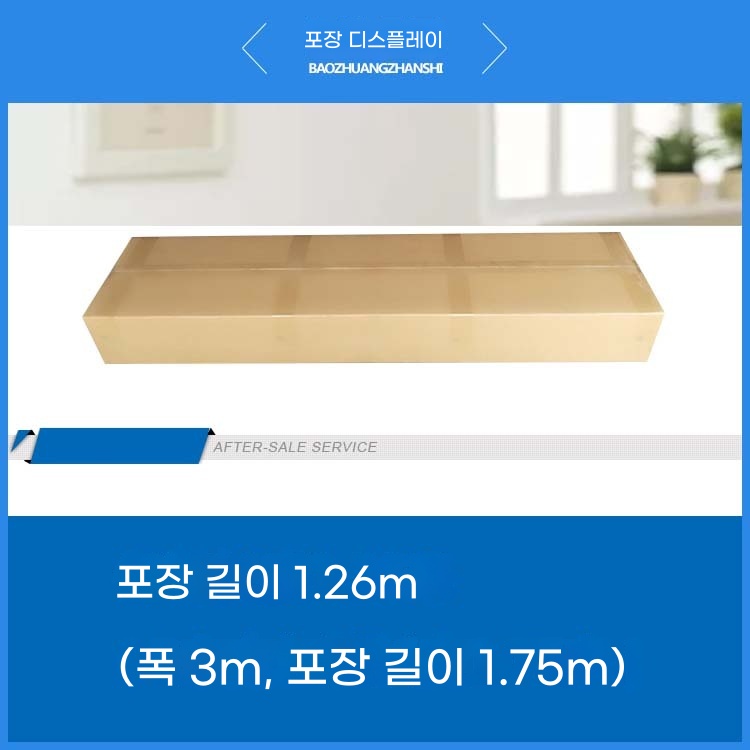 포장 디스플레이
BAOZHUANGZHANSHI
AFTER-SALE SERVICE
포장 길이 1.26m
(폭 3m, 포장 길이 1.75m)